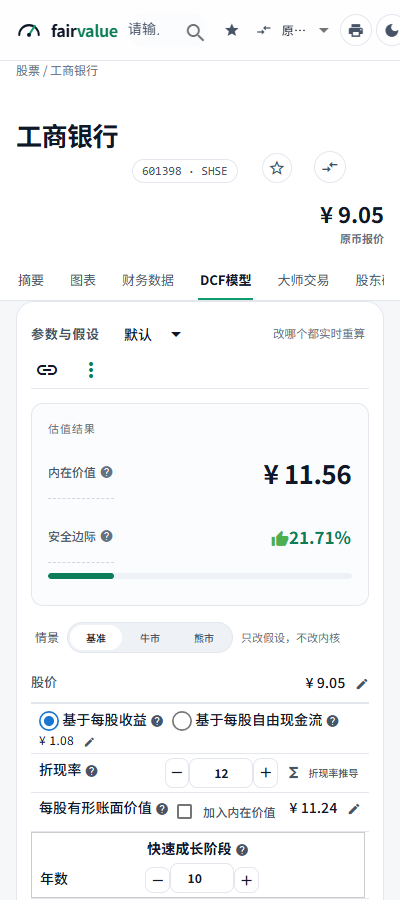 fairvalue 请输. 原⋯
股票 / 工商银行
工商银行
601398 · SHSE
¥ 9.05
原币报价
摘要 图表 财务数据 DCF模型 大师交易
参数与假设 默认 改哪个都实时重算
估值结果
内在价值 ? ¥ 11.56
安全边际 ? 21.71%
情景 基准 牛市 熊市 只改假设，不改内核
股价 ¥ 9.05
基于每股收益 ? 基于每股自由现金流 ?
¥ 1.08
折现率 ? − 12 + Σ 折现率推导
每股有形账面价值 ? 加入内在价值 ¥ 11.24
快速成长阶段 ?
年数 − 10 +